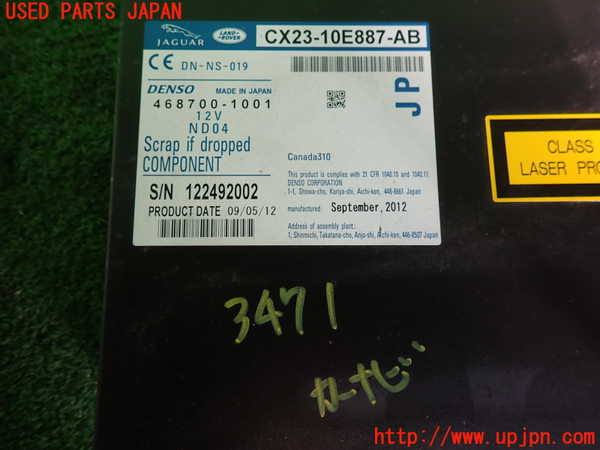 USED PARTS JAPAN
JAGUAR
LAND ROVER
CX23-10E887-AB
CE DN-NS-019
DENSO MADE IN JAPAN
468700-1001
12V
ND04
JP
Scrap if dropped
COMPONENT
S/N 122492002
PRODUCT DATE 09/05/12
Canada310
This product is complies with 21 CFR 1040.10 and 1040.11.
DENSO CORPORATION
1-1, Showa-cho, Kariya-shi, Aichi-ken, 448-8661 Japan
manufactured: September, 2012
Address of assembly plant:
1, Shinmichi, Takatana-cho, Anjo-shi, Aichi-ken, 446-8507 Japan
CLASS
LASER PRO
3471
カーナビ
UPJ
http://www.upjpn.com